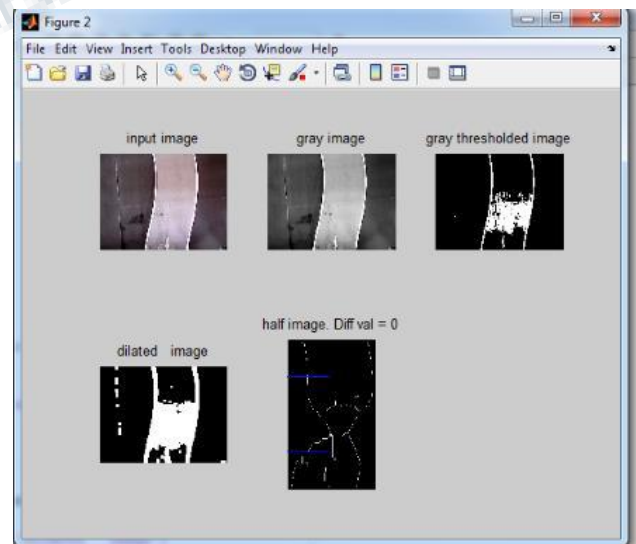 Figure 2
File Edit View Insert Tools Desktop Window Help
input image
gray image
gray thresholded image
dilated image
half image. Diff val = 0